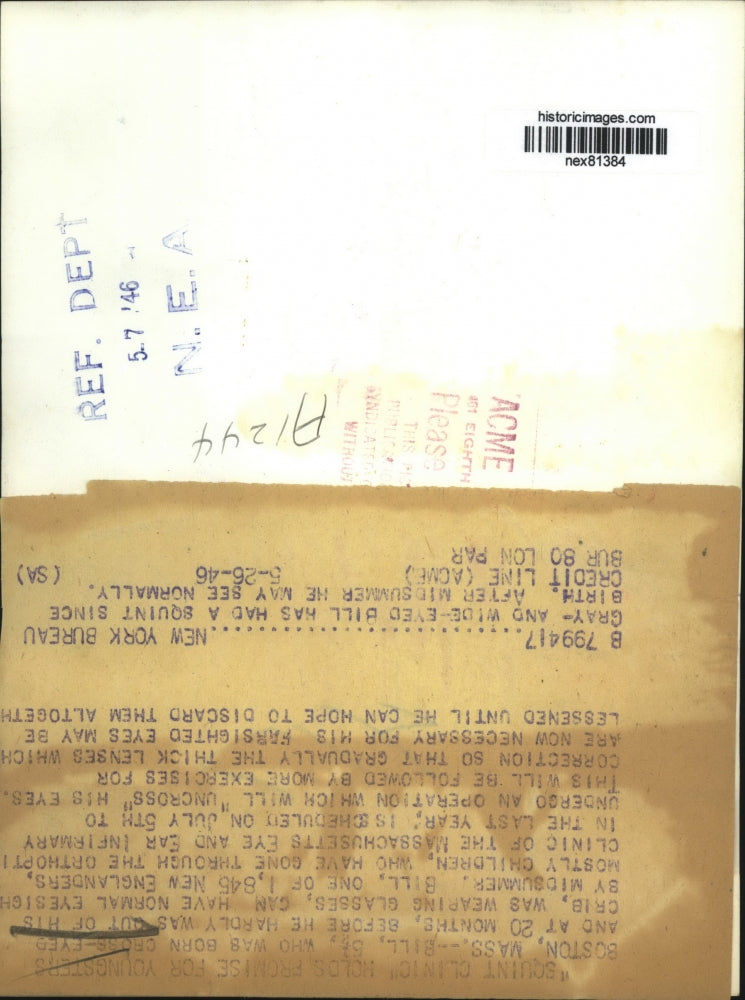 historicimages.com
nex81384
REF. DEPT
5 7 '46
N. E. A
A1244
ACME
461 EIGHTH
Please
THIS
SYNDICATED
WITHOUT
"SQUINT CLINIC" HOLDS PROMISE FOR YOUNGSTERS
BOSTON, MASS.--BILL, 5½, WHO WAS BORN CROSS-EYED
AND AT 20 MONTHS, BEFORE HE HARDLY WAS OUT OF HIS
CRIB, WAS WEARING GLASSES, CAN HAVE NORMAL EYESIGH
BY MIDSUMMER. BILL, ONE OF 1,845 NEW ENGLANDERS,
MOSTLY CHILDREN, WHO HAVE GONE THROUGH THE ORTHOPTI
CLINIC OF THE MASSACHUSETTS EYE AND EAR INFIRMARY
IN THE LAST YEAR, IS SCHEDULED ON JULY 5TH TO
UNDERGO AN OPERATION WHICH WILL "UNCROSS" HIS EYES.
THIS WILL BE FOLLOWED BY MORE EXERCISES FOR
CORRECTION SO THAT GRADUALLY THE THICK LENSES WHICH
ARE NOW NECESSARY FOR HIS FARSIGHTED EYES MAY BE
LESSENED UNTIL HE CAN HOPE TO DISCARD THEM ALTOGETH
B 799417 NEW YORK BUREAU
GRAY- AND WIDE-EYED BILL HAS HAD A SQUINT SINCE
BIRTH. AFTER MIDSUMMER HE MAY SEE NORMALLY.
CREDIT LINE (ACME) 5-26-46 (SA)
BUR SO LON PAR